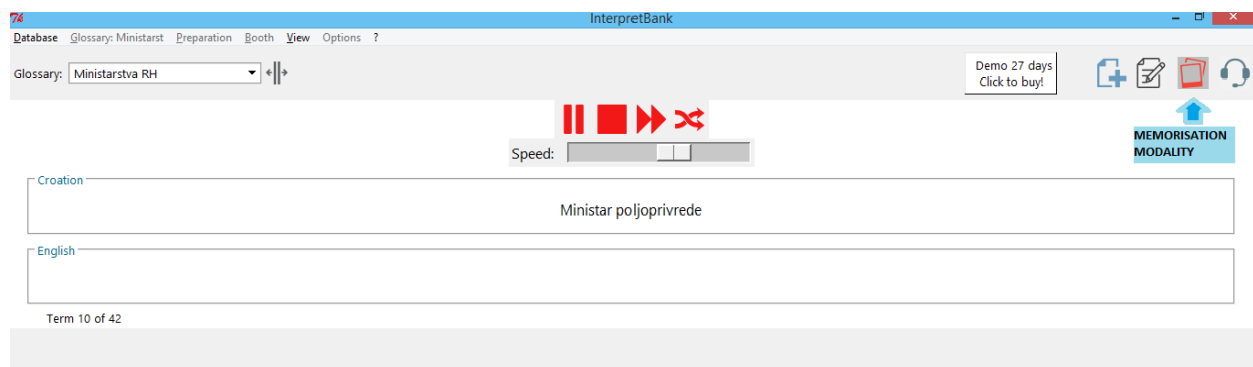 InterpretBank
Database Glossary: Ministarst Preparation Booth View Options ?
Glossary: Ministarstva RH
Demo 27 days
Click to buy!
MEMORISATION
MODALITY
Speed:
Croation
Ministar poljoprivrede
English
Term 10 of 42